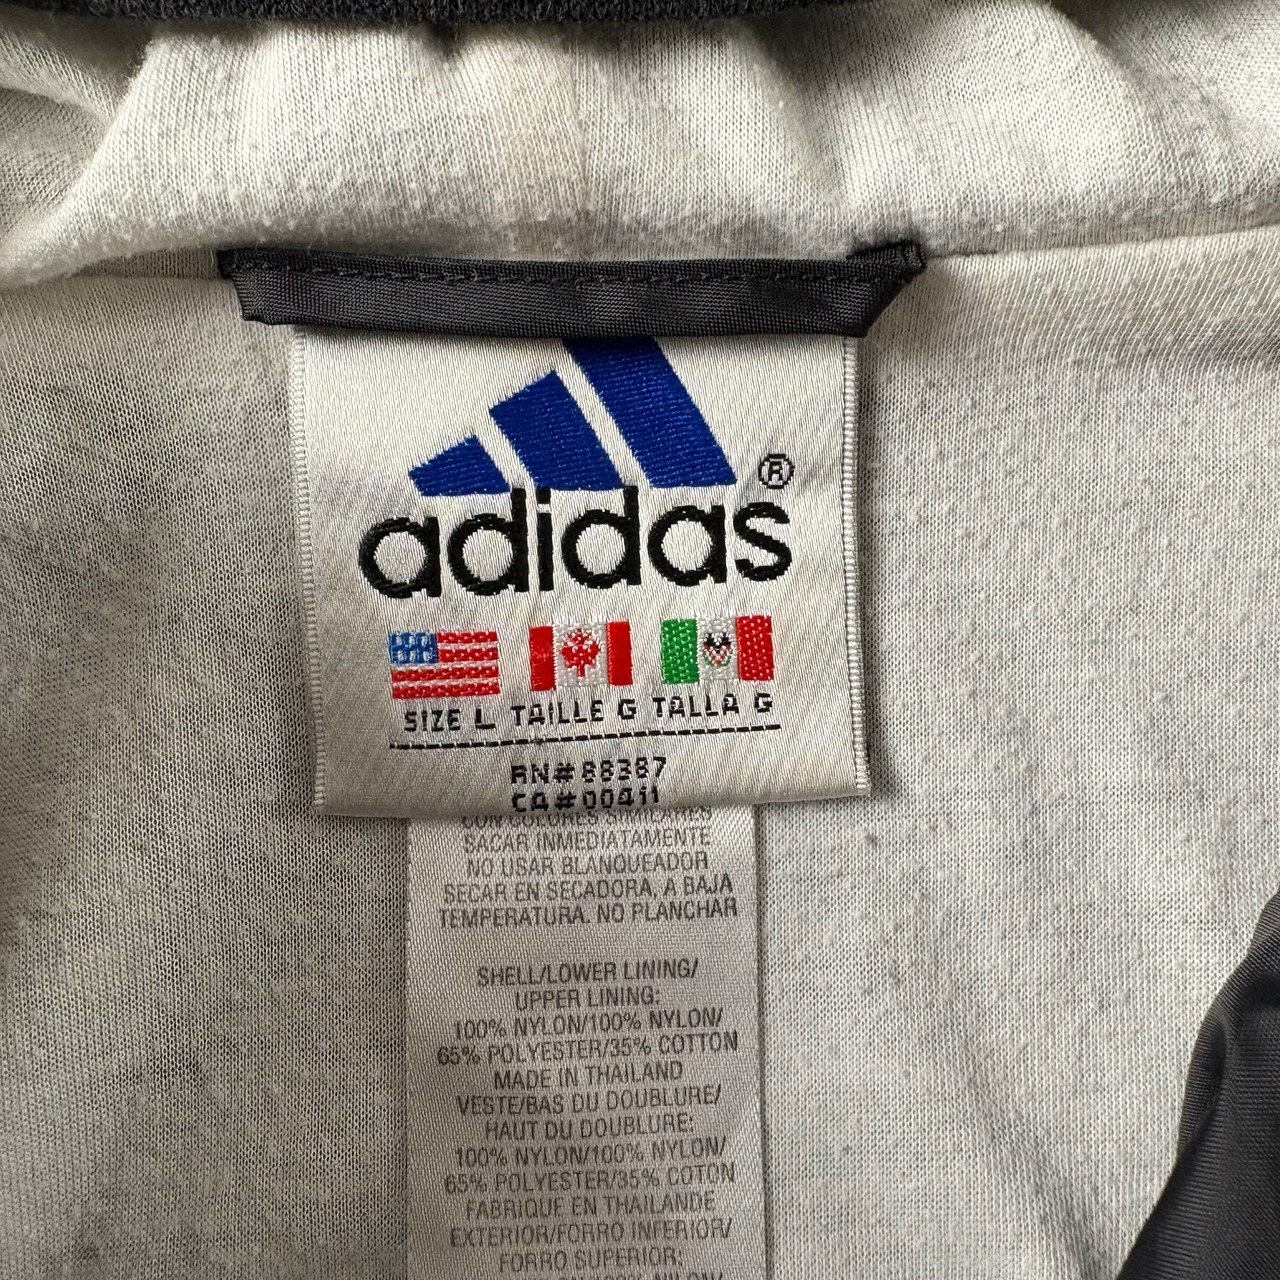 ®
adidas
SIZE L TAILLE G TALLA G
RN#88387
CA#00411
CON COLORES SIMILARES
SACAR INMEDIATAMENTE
NO USAR BLANQUEADOR
SECAR EN SECADORA, A BAJA
TEMPERATURA. NO PLANCHAR
SHELL/LOWER LINING/
UPPER LINING:
100% NYLON/100% NYLON/
65% POLYESTER/35% COTTON
MADE IN THAILAND
VESTE/BAS DU DOUBLURE/
HAUT DU DOUBLURE:
100% NYLON/100% NYLON/
65% POLYESTER/35% COTON
FABRIQUE EN THAILANDE
EXTERIOR/FORRO INFERIOR/
FORRO SUPERIOR: